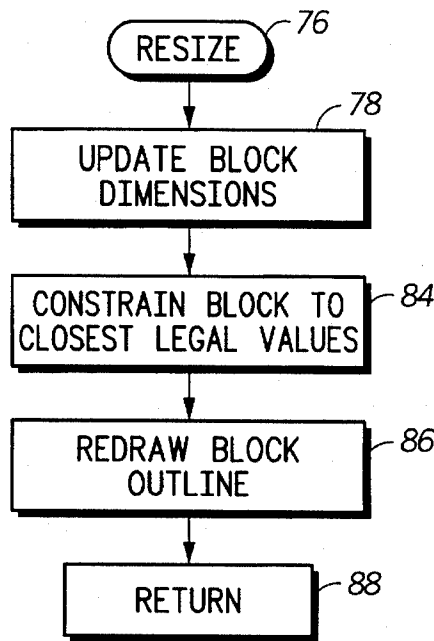 RESIZE
76
78
UPDATE BLOCK
DIMENSIONS
CONSTRAIN BLOCK TO
CLOSEST LEGAL VALUES
84
REDRAW BLOCK
OUTLINE
86
RETURN
88